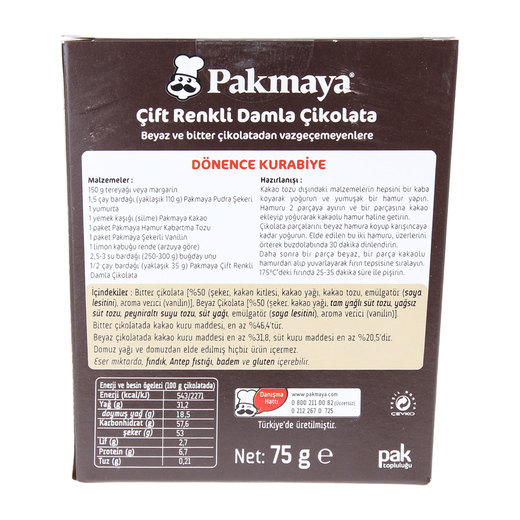 Pakmaya®
Çift Renkli Damla Çikolata
Beyaz ve bitter çikolatadan vazgeçemeyenlere
DÖNENCE KURABİYE
Malzemeler :
150 g tereyağı veya margarin
1,5 çay bardağı (yaklaşık 110 g) Pakmaya Pudra Şekeri
1 yumurta
1 yemek kaşığı (silme) Pakmaya Kakao
1 paket Pakmaya Hamur Kabartma Tozu
1 paket Pakmaya Şekerli Vanilin
1 limon kabuğu rende (arzuya göre)
2,5-3 su bardağı (250-300 g) buğday unu
1/2 çay bardağı (yaklaşık 35 g) Pakmaya Çift Renkli
Damla Çikolata
Hazırlanışı :
Kakao tozu dışındaki malzemelerin hepsini bir kaba
koyarak yoğurun ve yumuşak bir hamur yapın.
Hamuru 2 parçaya ayırın ve bir parçasına kakao
ekleyip yoğurarak kakaolu hamur haline getirin.
Çikolata parçalarını beyaz hamura koyup karışıncaya
kadar yoğurun. Elde edilen bu iki hamuru, üzerlerini
örterek buzdolabında 30 dakika dinlendirin.
Daha sonra bir parça beyaz, bir parça kakaolu
hamurdan alıp yuvarlayarak fırın tepsisine sıralayın.
175°C'deki fırında 25-35 dakika süre ile pişirin.
İçindekiler : Bitter çikolata [%50 (şeker, kakao kitlesi, kakao yağı, kakao tozu, emülgatör (soya
lesitini), aroma verici (vanilin)], Beyaz Çikolata [%50 (şeker, kakao yağı, tam yağlı süt tozu, yağsız
süt tozu, peyniraltı suyu tozu, süt yağı, emülgatör (soya lesitini), aroma verici (vanilin))].
Bitter çikolatada kakao kuru maddesi, en az %46,4'tür.
Beyaz çikolatada kakao kuru maddesi en az %31,8, süt kuru maddesi en az %20,5'dir.
Domuz yağı ve domuzdan elde edilmiş hiçbir ürün içermez.
Eser miktarda, fındık, Antep fıstığı, badem ve gluten içerebilir.
Enerji ve besin ögeleri (100 g çikolatada)
Enerji (kcal/kJ) 543/2271
Yağ (g) 31,2
doymuş yağ (g) 18,5
Karbonhidrat (g) 57,6
şeker (g) 53
Lif (g) 2,7
Protein (g) 6,7
Tuz (g) 0,21
Danışma
Hattı
www.pakmaya.com
0 800 211 00 82 (Ücretsiz)
0 212 267 0 725
Türkiye'de üretilmiştir.
Net: 75 g e
ÇEVKO
pak
topluluğu